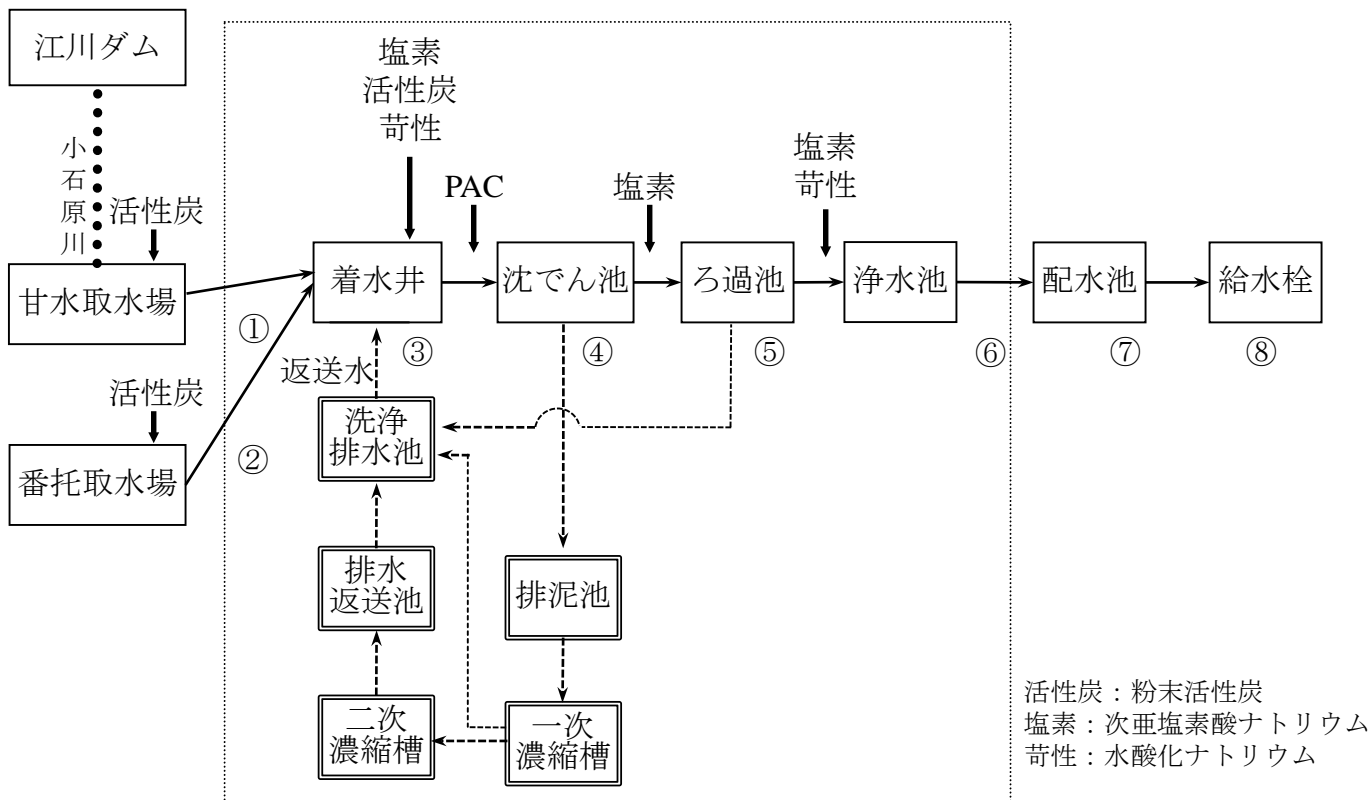 江川ダム
小石原川
活性炭
甘水取水場
①
活性炭
番托取水場
②
塩素
活性炭
苛性
PAC
塩素
塩素
苛性
着水井
沈でん池
ろ過池
浄水池
配水池
給水栓
③
④
⑤
⑥
⑦
⑧
返送水
洗浄
排水池
排水
返送池
排泥池
二次
濃縮槽
一次
濃縮槽
活性炭：粉末活性炭
塩素：次亜塩素酸ナトリウム
苛性：水酸化ナトリウム